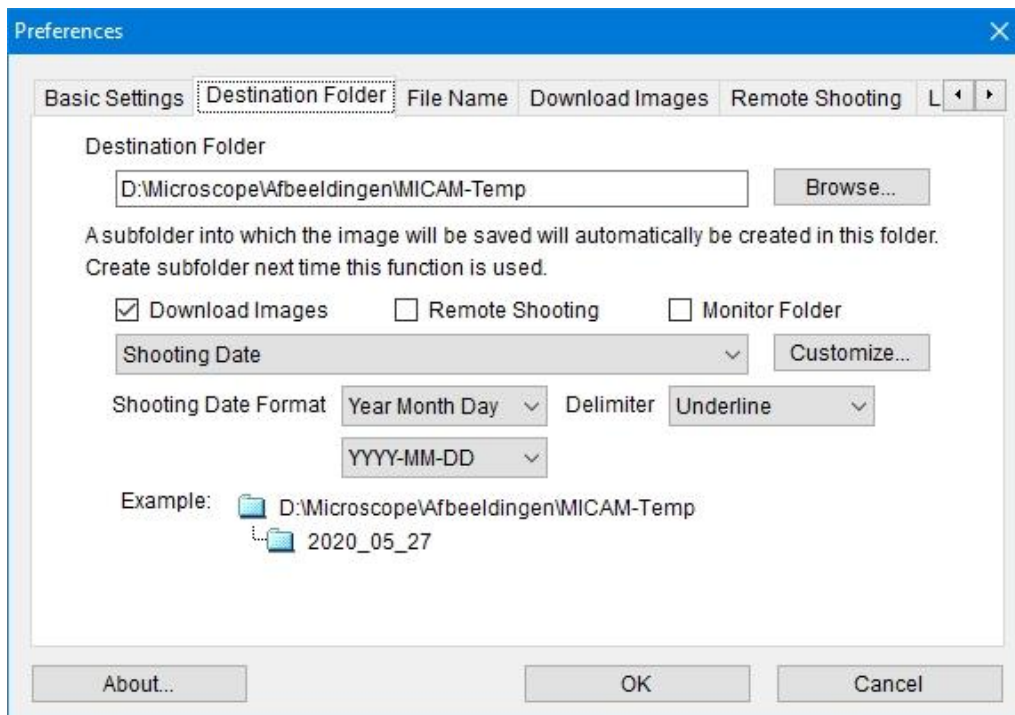 Preferences
Basic Settings Destination Folder File Name Download Images Remote Shooting L
Destination Folder
D:\Microscope\Afbeeldingen\MICAM-Temp Browse...
A subfolder into which the image will be saved will automatically be created in this folder.
Create subfolder next time this function is used.
Download Images Remote Shooting Monitor Folder
Shooting Date Customize...
Shooting Date Format Year Month Day Delimiter Underline
YYYY-MM-DD
Example: D:\Microscope\Afbeeldingen\MICAM-Temp
2020_05_27
About... OK Cancel